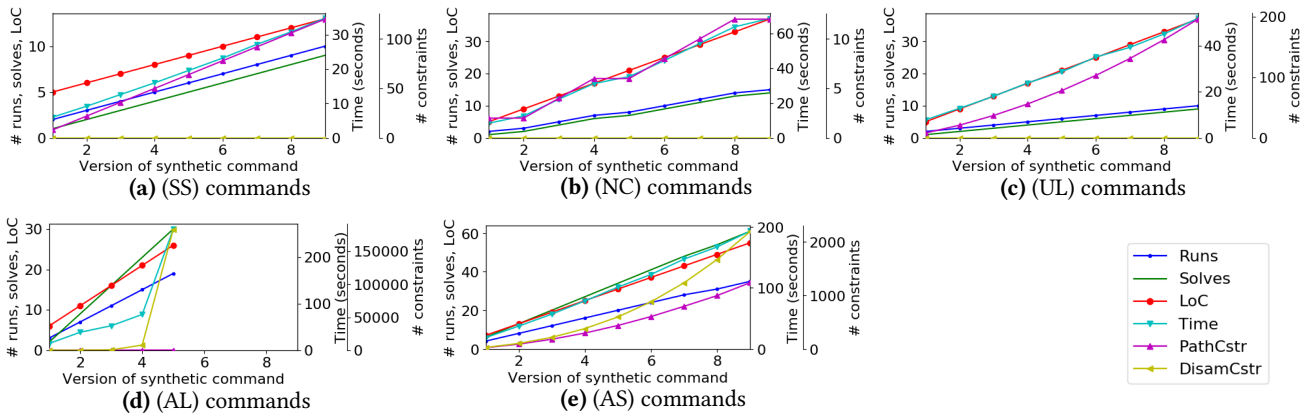 # runs, solves, LoC
10
5
0
2 4 6 8
Version of synthetic command
30
20
10
0
Time (seconds)
100
50
0
# constraints
(a) (SS) commands
# runs, solves, LoC
30
20
10
0
2 4 6 8
Version of synthetic command
60
40
20
0
Time (seconds)
10
5
0
# constraints
(b) (NC) commands
# runs, solves, LoC
30
20
10
0
2 4 6 8
Version of synthetic command
40
20
0
Time (seconds)
200
100
0
# constraints
(c) (UL) commands
# runs, solves, LoC
30
20
10
0
2 4 6 8
Version of synthetic command
200
100
0
Time (seconds)
150000
100000
50000
0
# constraints
(d) (AL) commands
# runs, solves, LoC
60
40
20
0
2 4 6 8
Version of synthetic command
200
100
0
Time (seconds)
2000
1000
0
# constraints
(e) (AS) commands
Runs
Solves
LoC
Time
PathCstr
DisamCstr